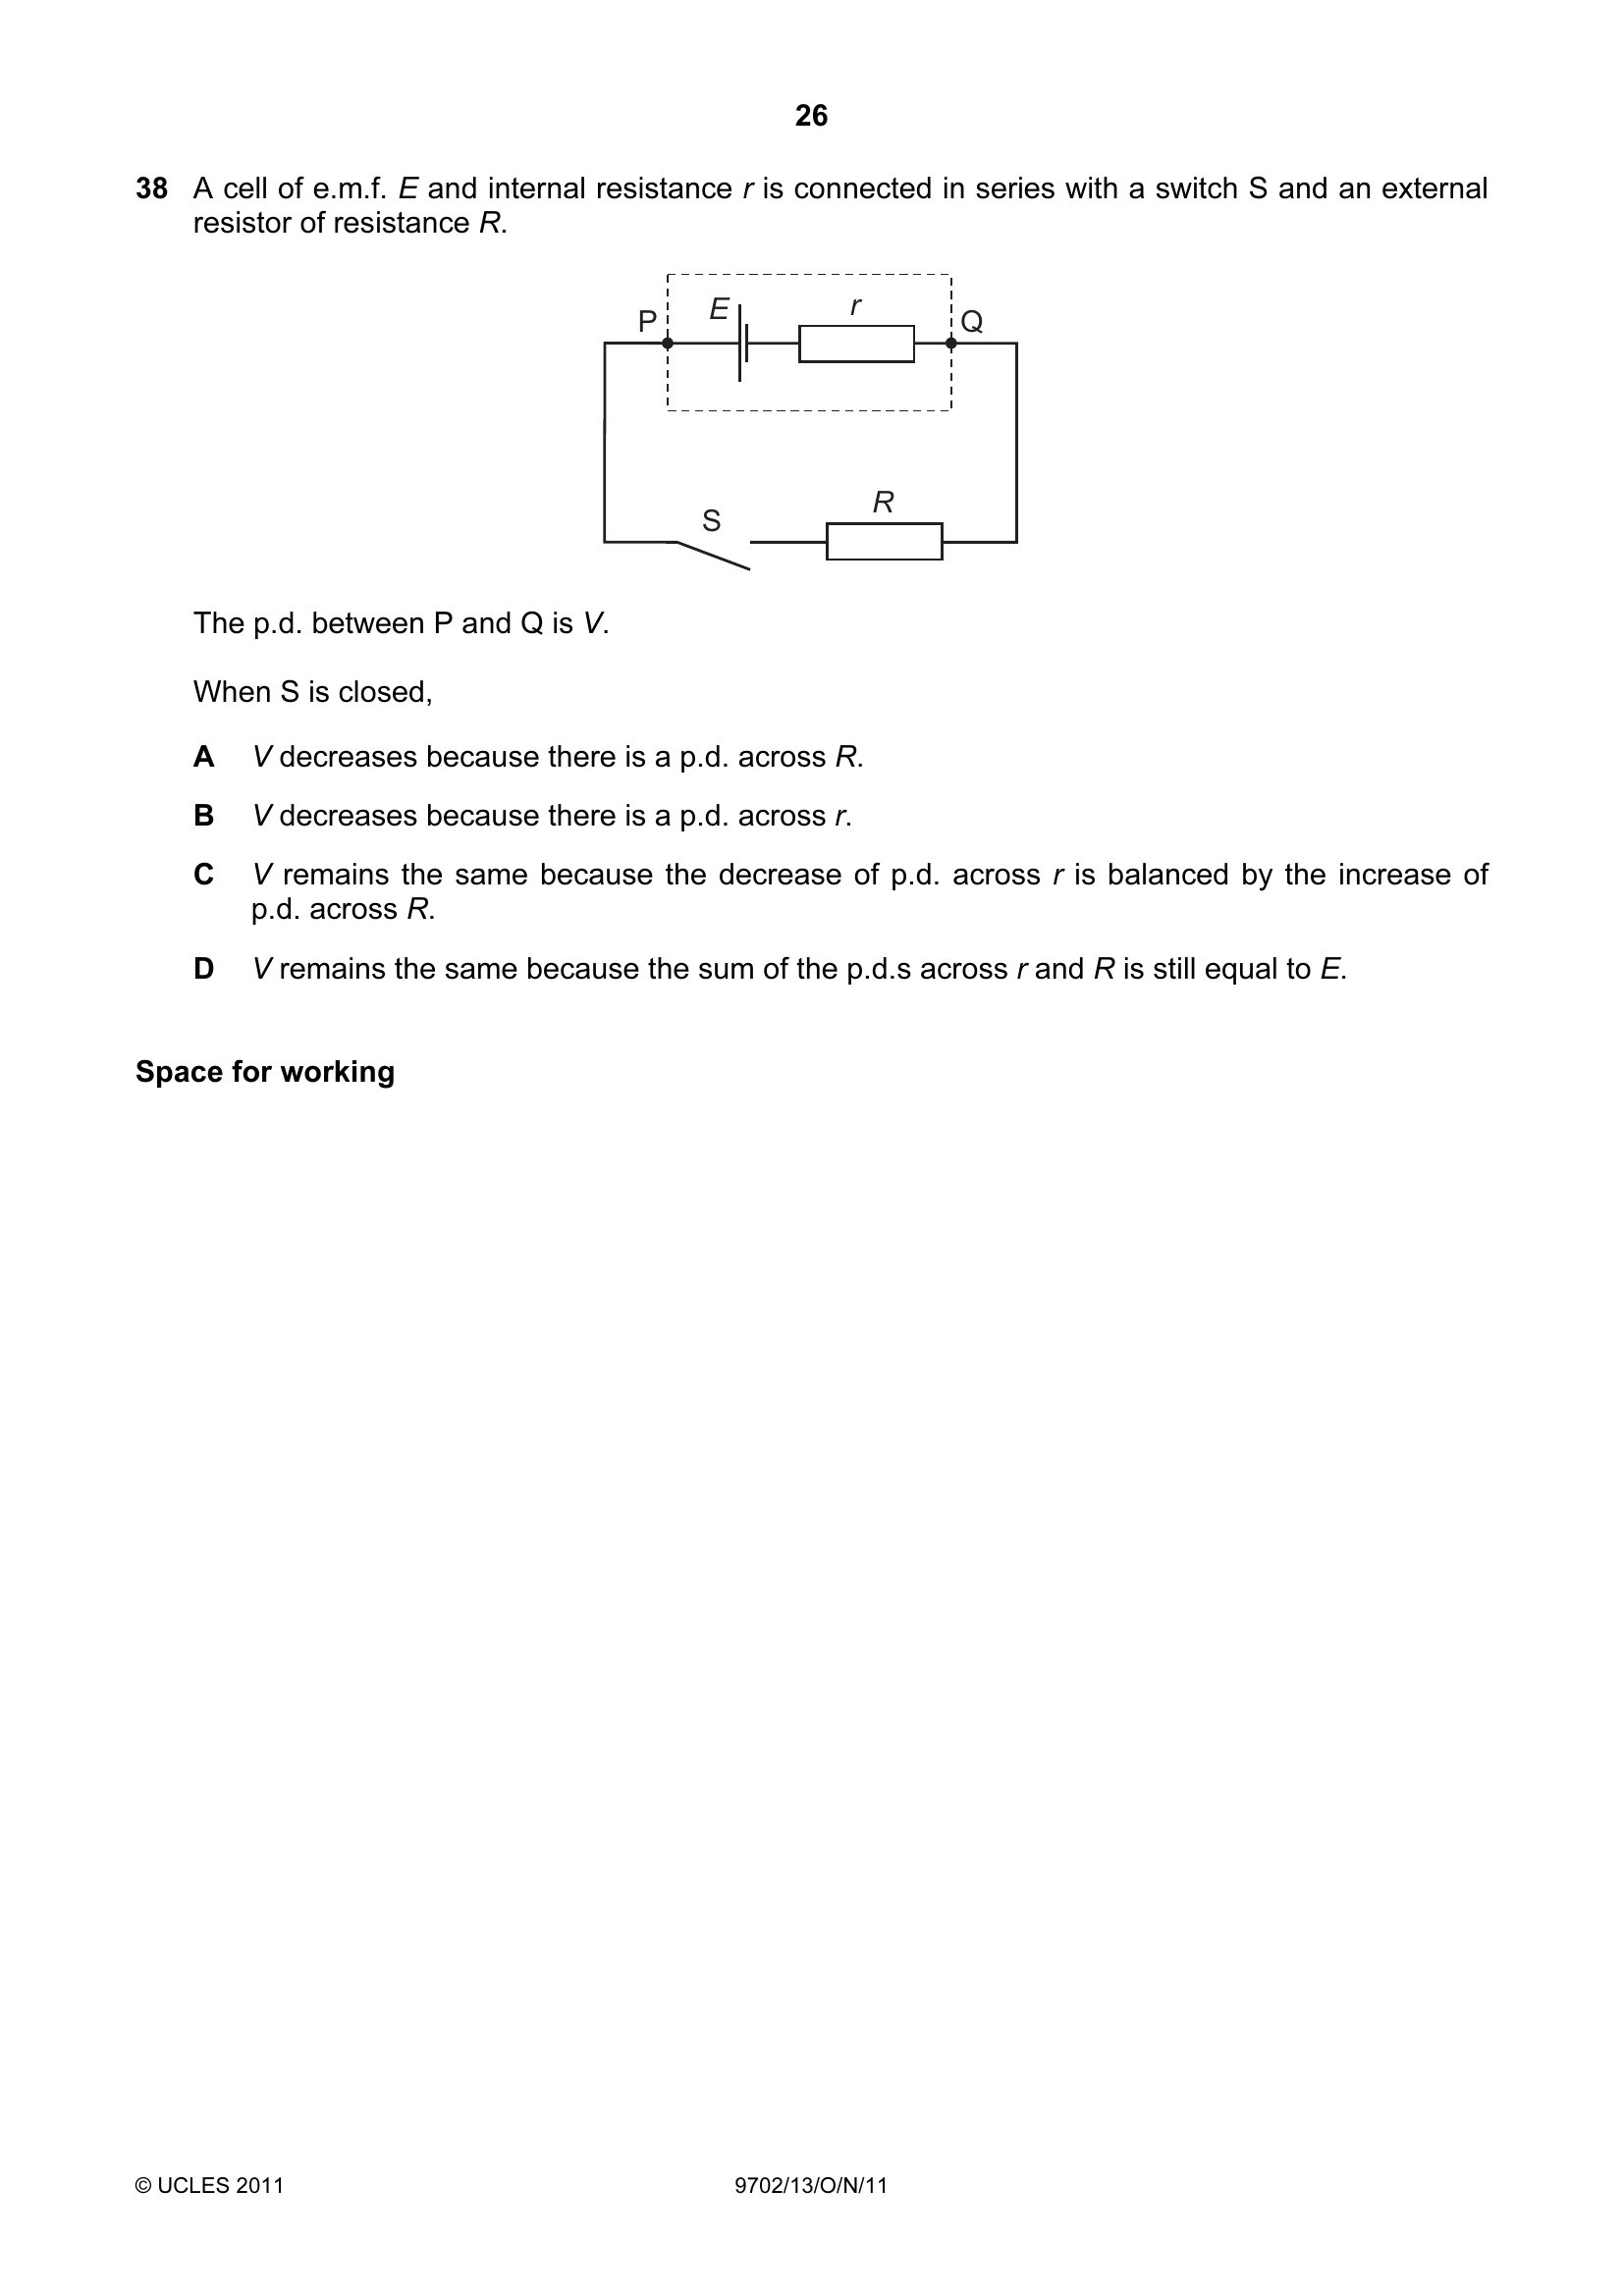 26
38 A cell of e.m.f. E and internal resistance r is connected in series with a switch S and an external
resistor of resistance R.
P E r Q
S R
The p.d. between P and Q is V.
When S is closed,
A V decreases because there is a p.d. across R.
B V decreases because there is a p.d. across r.
C V remains the same because the decrease of p.d. across r is balanced by the increase of
p.d. across R.
D V remains the same because the sum of the p.d.s across r and R is still equal to E.
Space for working
© UCLES 2011 9702/13/O/N/11